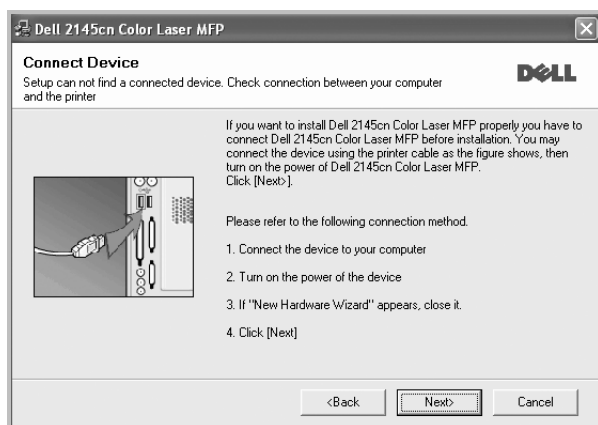 Dell 2145cn Color Laser MFP
Connect Device
Setup can not find a connected device. Check connection between your computer
and the printer
DELL
If you want to install Dell 2145cn Color Laser MFP properly you have to
connect Dell 2145cn Color Laser MFP before installation. You may
connect the device using the printer cable as the figure shows, then
turn on the power of Dell 2145cn Color Laser MFP.
Click [Next>].
Please refer to the following connection method.
1. Connect the device to your computer
2. Turn on the power of the device
3. If "New Hardware Wizard" appears, close it.
4. Click [Next]
<Back
Next>
Cancel